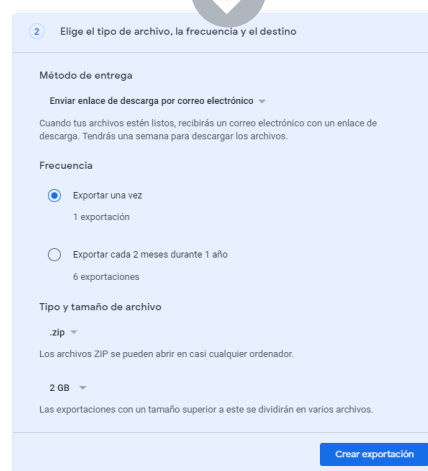 2 Elige el tipo de archivo, la frecuencia y el destino
Método de entrega
Enviar enlace de descarga por correo electrónico
Cuando tus archivos estén listos, recibirás un correo electrónico con un enlace de
descarga. Tendrás una semana para descargar los archivos.
Frecuencia
Exportar una vez
1 exportación
Exportar cada 2 meses durante 1 año
6 exportaciones
Tipo y tamaño de archivo
.zip
Los archivos ZIP se pueden abrir en casi cualquier ordenador.
2 GB
Las exportaciones con un tamaño superior a este se dividirán en varios archivos.
Crear exportación